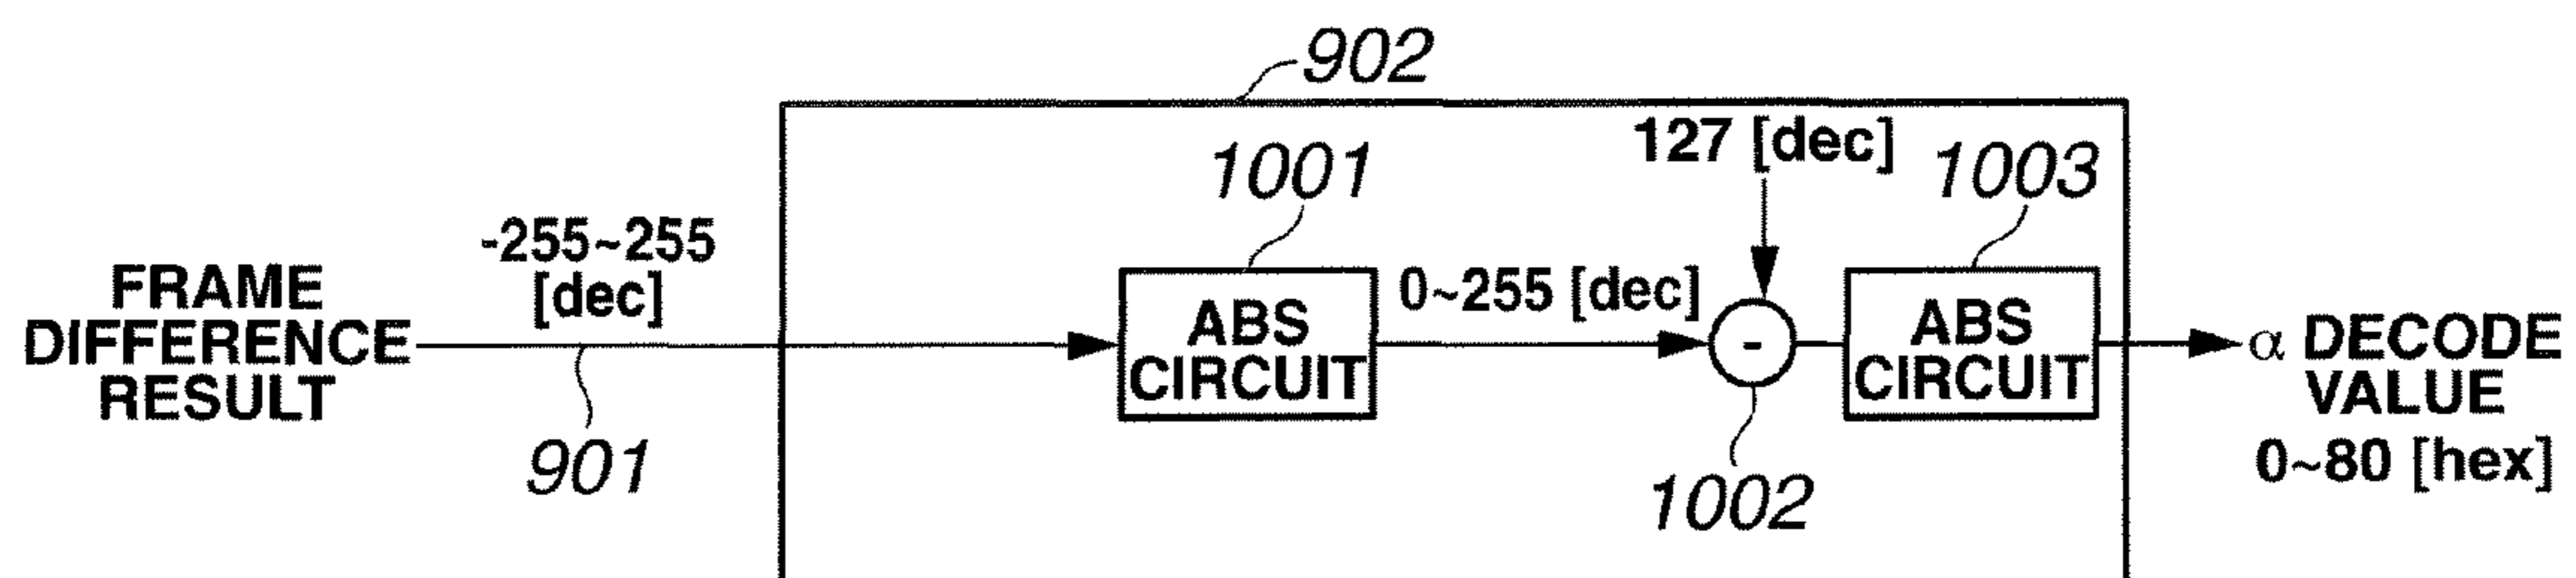 902
127 [dec]
1001
1003
-255~255
[dec]
FRAME
DIFFERENCE
RESULT
901
ABS
CIRCUIT
0~255 [dec]
-
1002
ABS
CIRCUIT
α DECODE
VALUE
0~80 [hex]